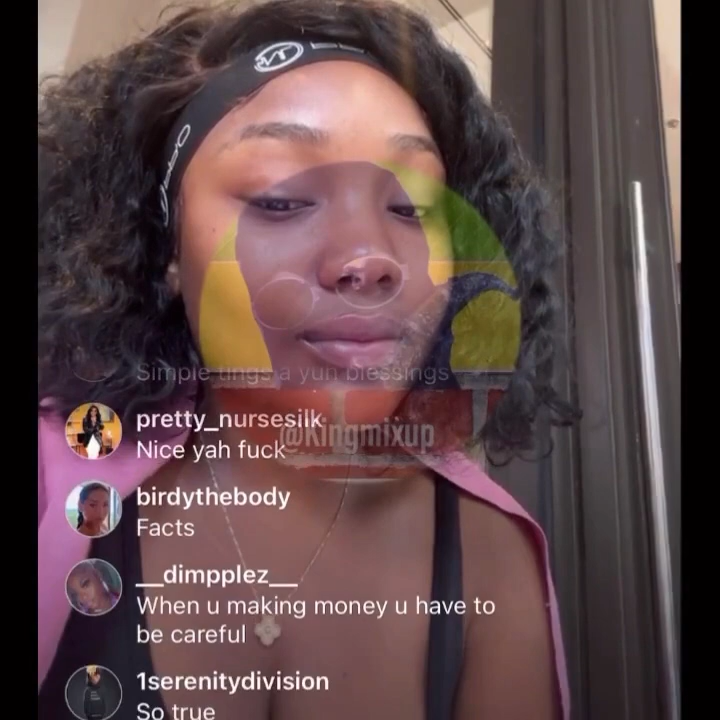 Simple tings a yuh blessings
pretty_nursesilk
Nice yah fuck
@Kingmixup
birdythebody
Facts
__dimpplez__
When u making money u have to
be careful
1serenitydivision
So true